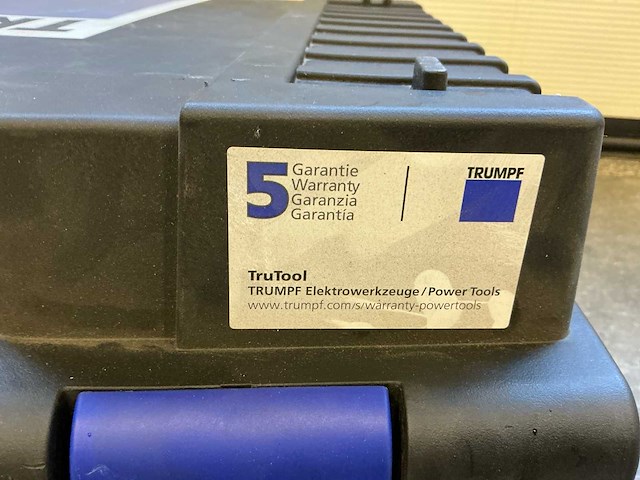 5 Garantie
Warranty
Garanzia
Garantía
TRUMPF
TruTool
TRUMPF Elektrowerkzeuge/Power Tools
www.trumpf.com/s/warranty-powertools